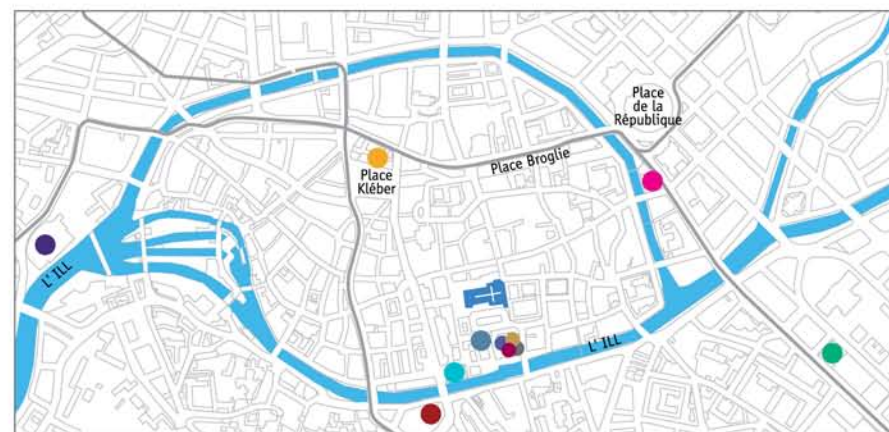 Place
de la
République
Place Broglie
Place
Kléber
L' ILL
L' ILL